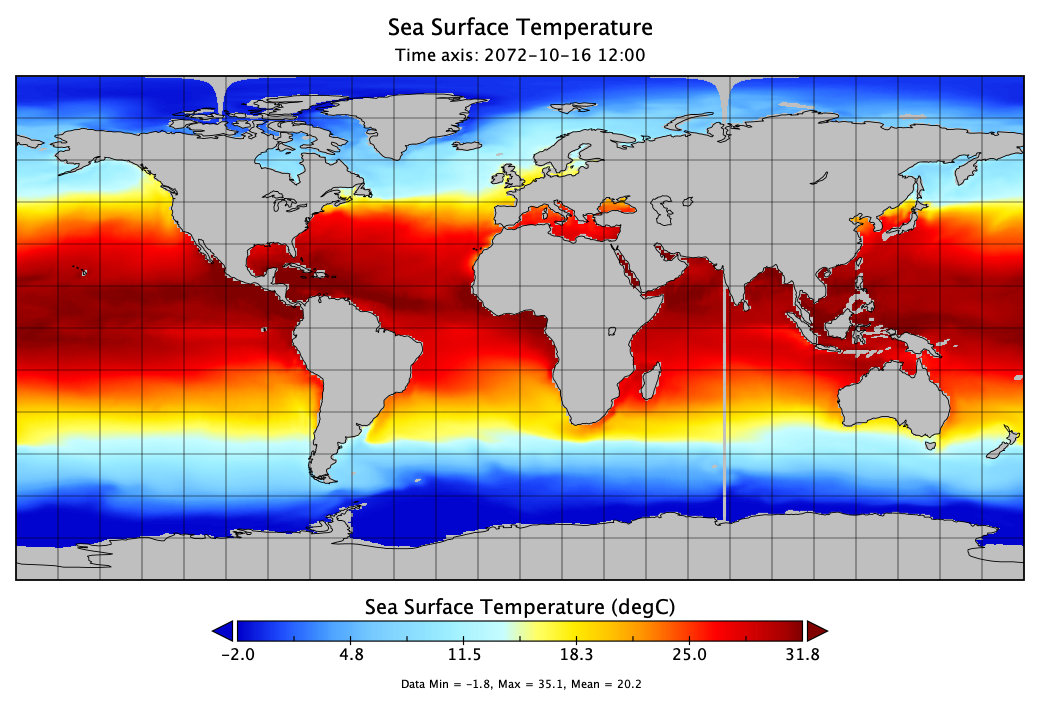 Sea Surface Temperature
Time axis: 2072-10-16 12:00
Sea Surface Temperature (degC)
-2.0 4.8 11.5 18.3 25.0 31.8
Data Min = -1.8, Max = 35.1, Mean = 20.2